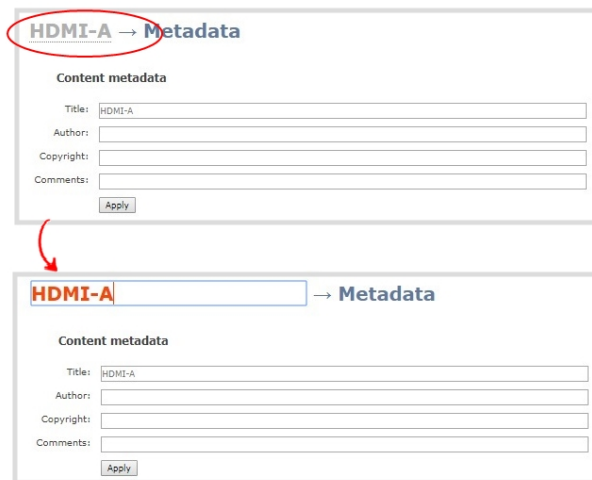 HDMI-A → Metadata
Content metadata
Title: HDMI-A
Author:
Copyright:
Comments:
Apply
HDMI-A → Metadata
Content metadata
Title: HDMI-A
Author:
Copyright:
Comments:
Apply